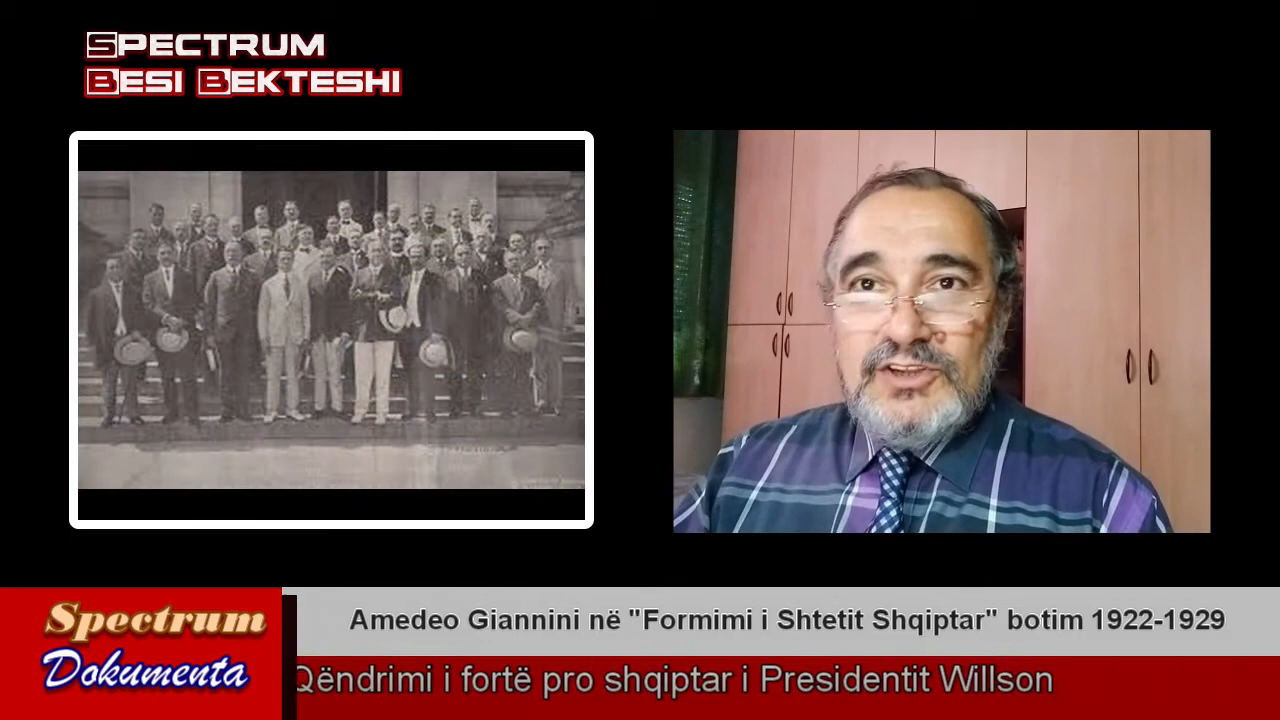 SPECTRUM
BESI BEKTESHI
Spectrum
Dokumenta
Amedeo Giannini në "Formimi i Shtetit Shqiptar" botim 1922-1929
Qëndrimi i fortë pro shqiptar i Presidentit Willson